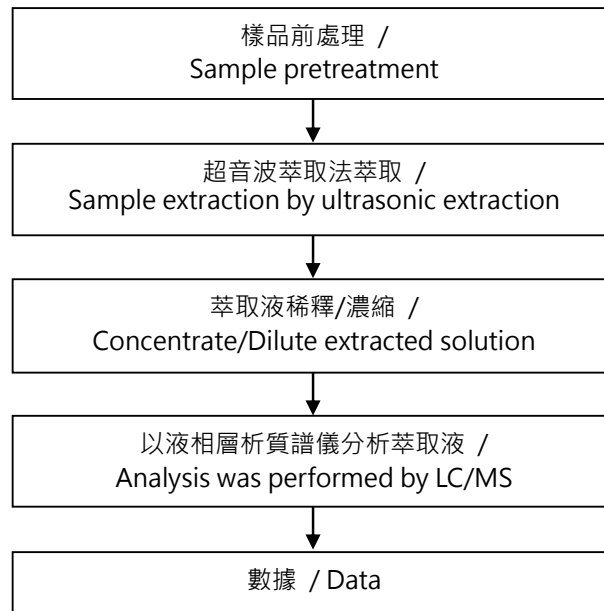 樣品前處理 /
Sample pretreatment
超音波萃取法萃取 /
Sample extraction by ultrasonic extraction
萃取液稀釋/濃縮 /
Concentrate/Dilute extracted solution
以液相層析質譜儀分析萃取液 /
Analysis was performed by LC/MS
數據 / Data